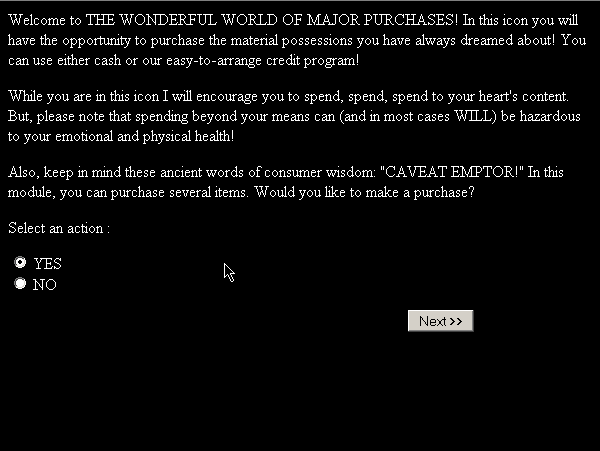 Welcome to THE WONDERFUL WORLD OF MAJOR PURCHASES! In this icon you will
have the opportunity to purchase the material possessions you have always dreamed about! You
can use either cash or our easy-to-arrange credit program!
While you are in this icon I will encourage you to spend, spend, spend to your heart's content.
But, please note that spending beyond your means can (and in most cases WILL) be hazardous
to your emotional and physical health!
Also, keep in mind these ancient words of consumer wisdom: "CAVEAT EMPTOR!" In this
module, you can purchase several items. Would you like to make a purchase?
Select an action :
YES
NO
Next >>